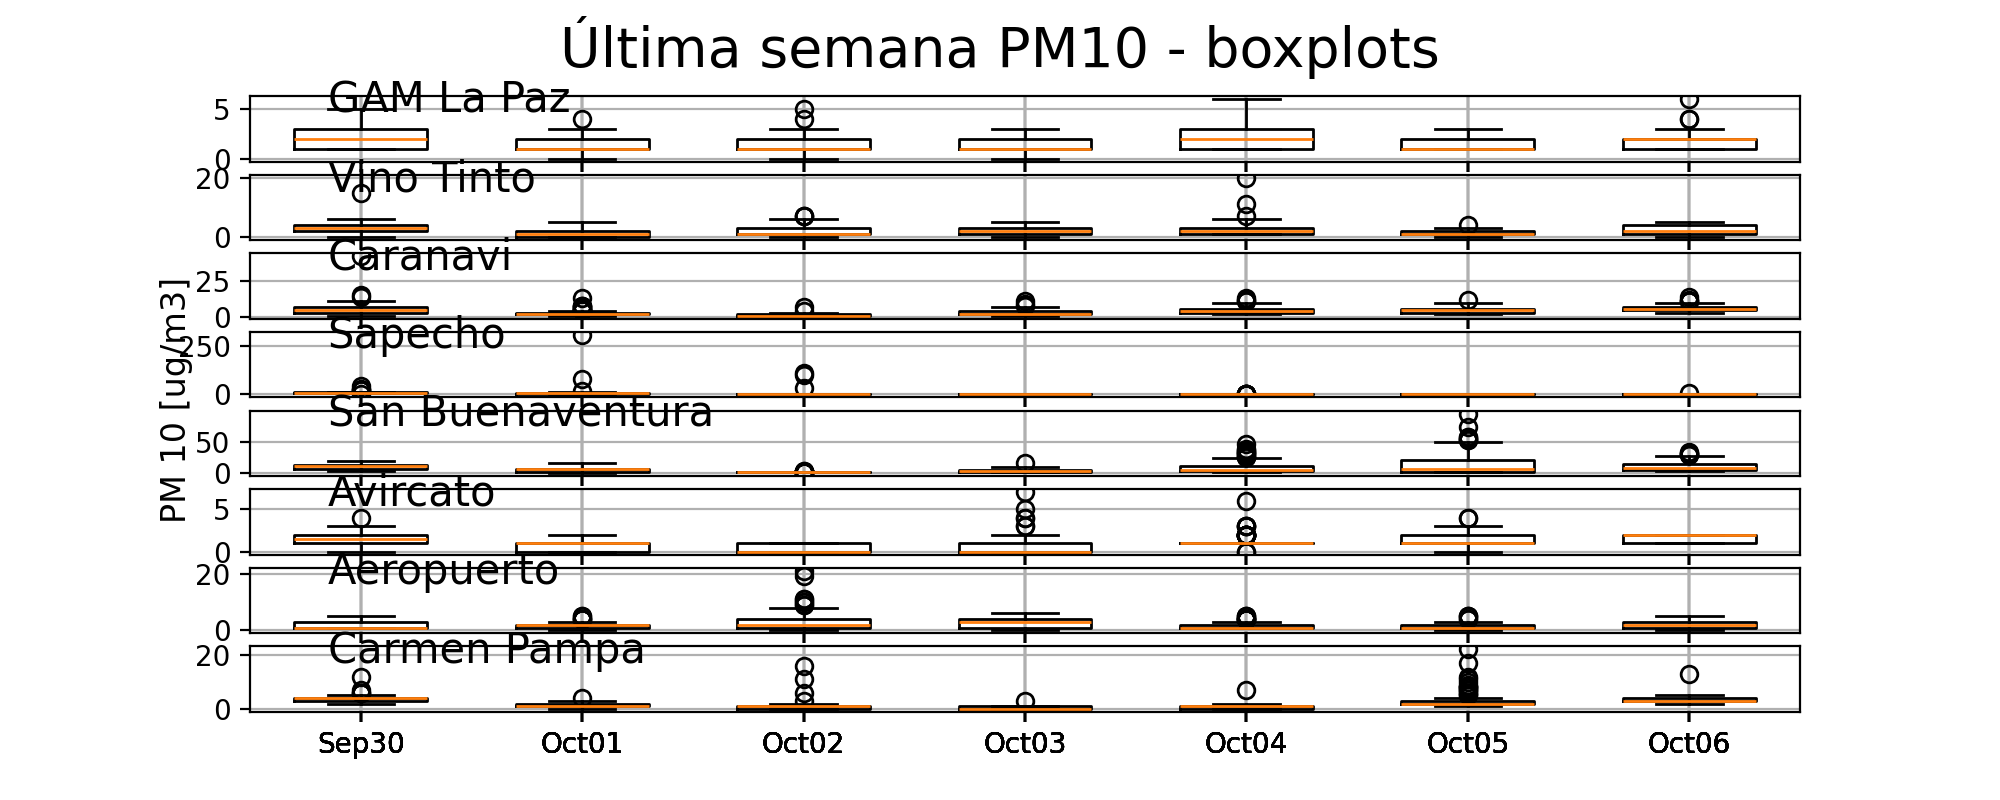 Última semana PM10 - boxplots
GAM La Paz
5
0
Vino Tinto
20
0
Caranavi
25
0
Sapecho
250
0
San Buenaventura
50
0
Avircato
5
0
Aeropuerto
20
0
Carmen Pampa
20
0
PM 10 [ug/m3]
Sep30 Oct01 Oct02 Oct03 Oct04 Oct05 Oct06